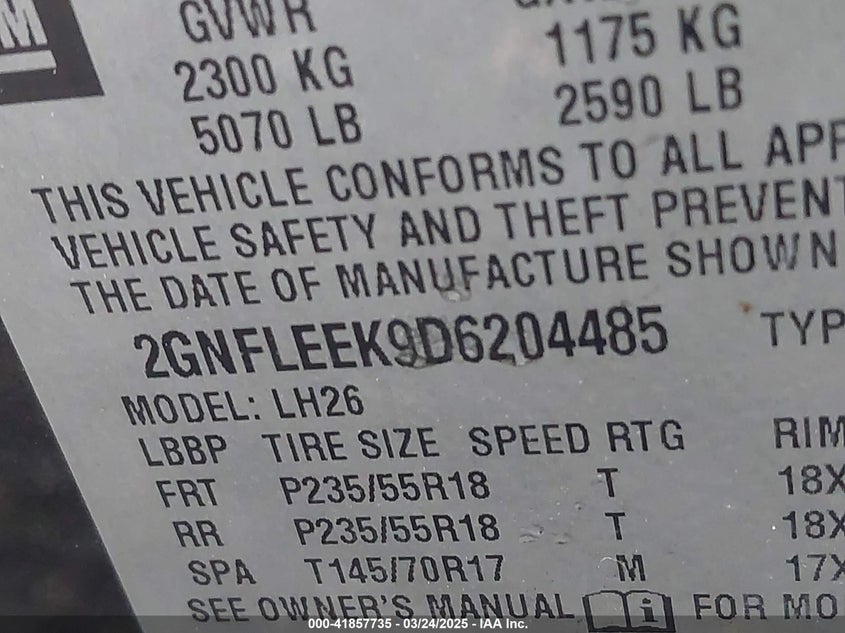 GVWR
2300 KG 1175 KG
5070 LB 2590 LB
THIS VEHICLE CONFORMS TO ALL APP
VEHICLE SAFETY AND THEFT PREVENT
THE DATE OF MANUFACTURE SHOWN
2GNFLEEK9D6204485 TYP
MODEL: LH26
LBBP TIRE SIZE SPEED RTG RIM
FRT P235/55R18 T 18X
RR P235/55R18 T 18X
SPA T145/70R17 M 17X
SEE OWNER'S MANUAL i FOR MO
000-41857735 - 03/24/2025 - IAA Inc.